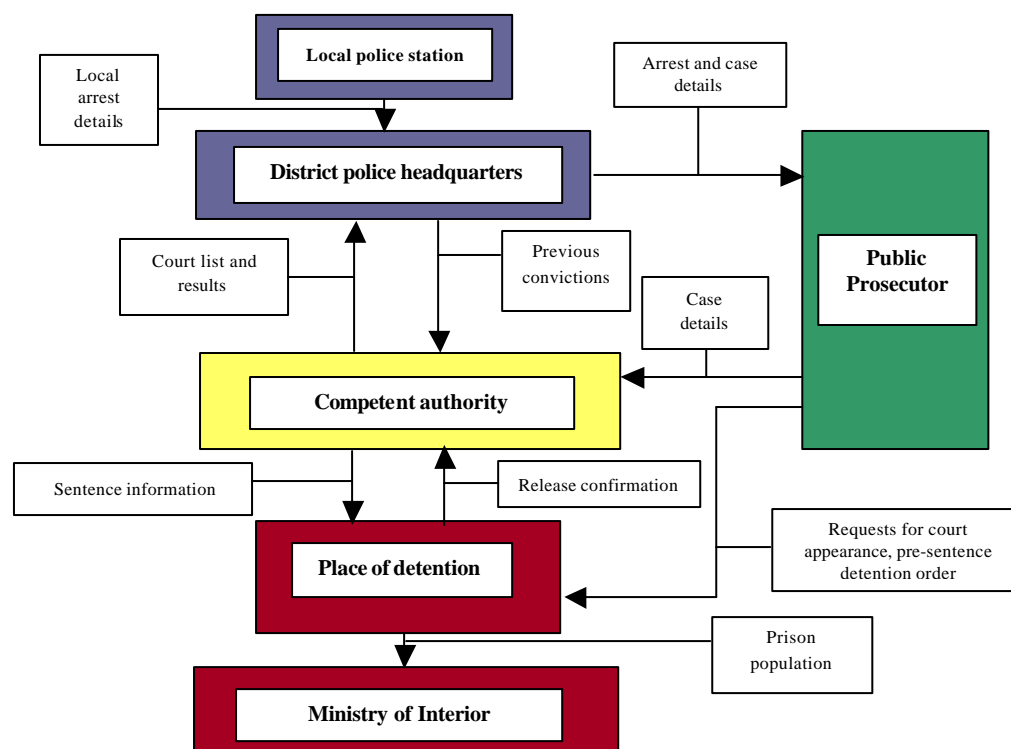 Local police station
Local
arrest
details
Arrest and case
details
District police headquarters
Court list and
results
Previous
convictions
Public
Prosecutor
Case
details
Competent authority
Sentence information
Release confirmation
Requests for court
appearance, pre-sentence
detention order
Place of detention
Prison
population
Ministry of Interior